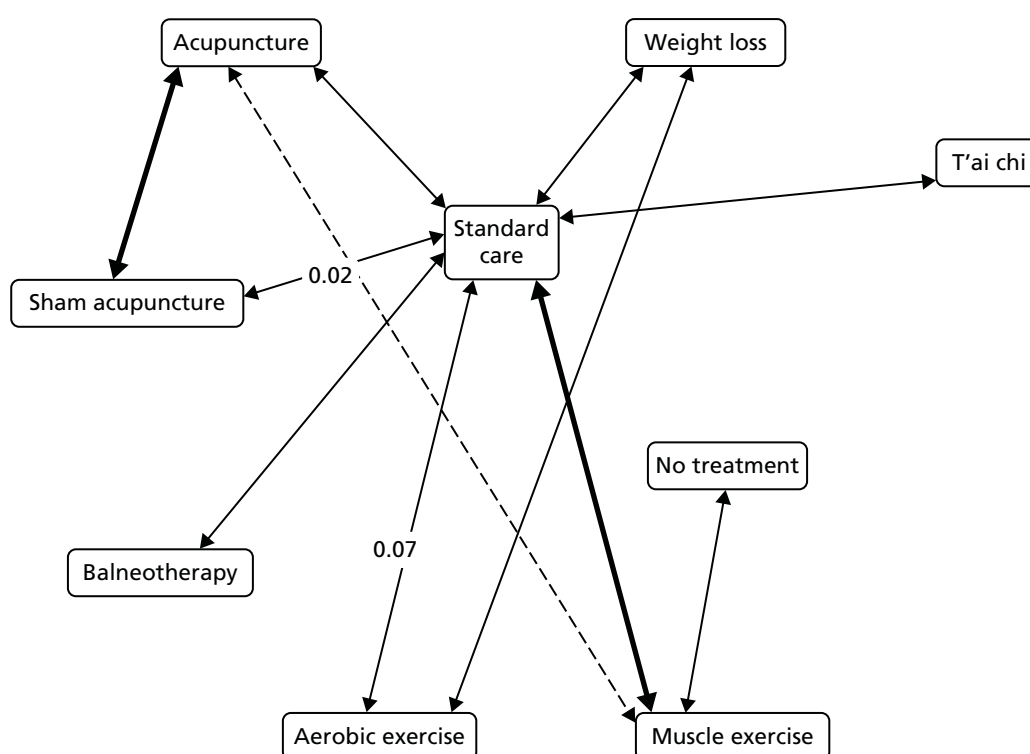 Acupuncture
Weight loss
T’ai chi
Standard
care
0.02
Sham acupuncture
No treatment
0.07
Balneotherapy
Aerobic exercise
Muscle exercise